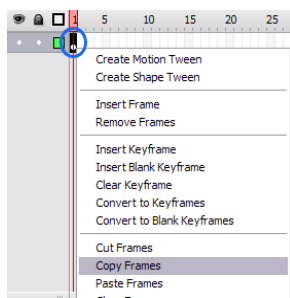 1 5 10 15 20 25
Create Motion Tween
Create Shape Tween
Insert Frame
Remove Frames
Insert Keyframe
Insert Blank Keyframe
Clear Keyframe
Convert to Keyframes
Convert to Blank Keyframes
Cut Frames
Copy Frames
Paste Frames